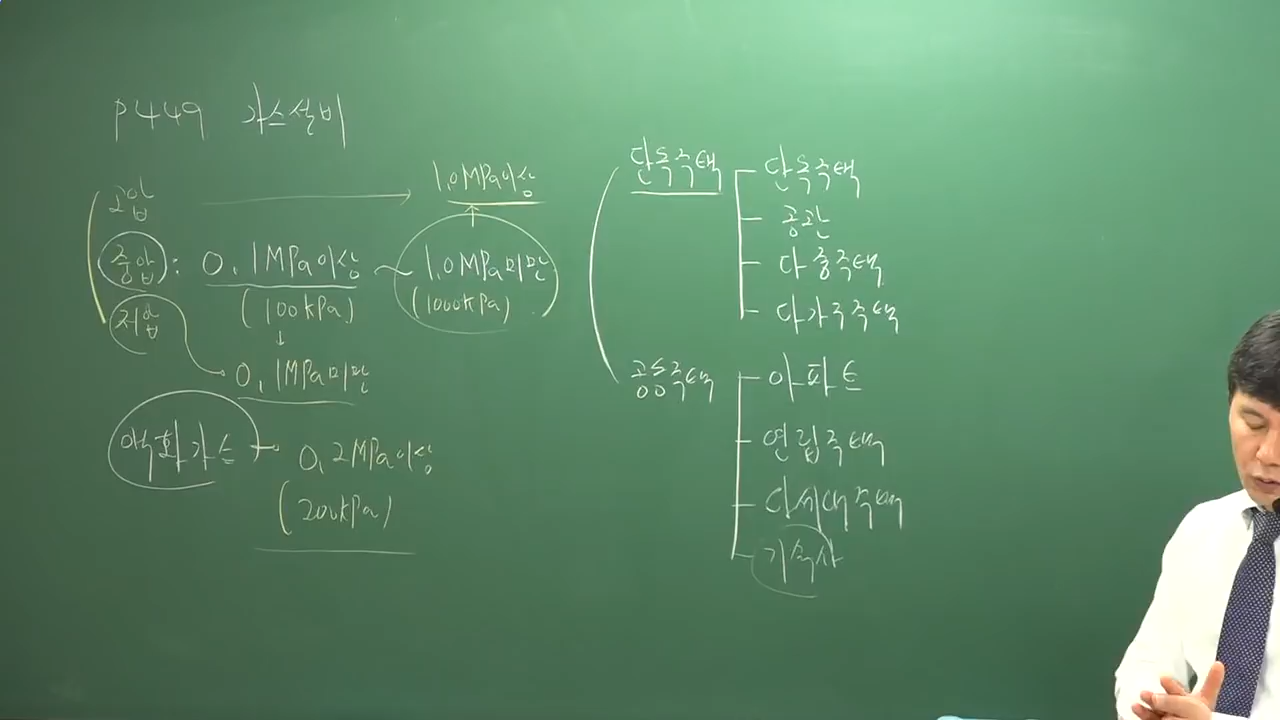 P449 가스설비
고압 → 1.0MPa이상
중압 : 0.1MPa이상 ~ 1.0MPa미만
(100kPa) (1000kPa)
저압
↓
0.1MPa미만
액화가스 → 0.2MPa이상
(200kPa)
단독주택
단독주택
공관
다중주택
다가구주택
공동주택
아파트
연립주택
다세대주택
기숙사